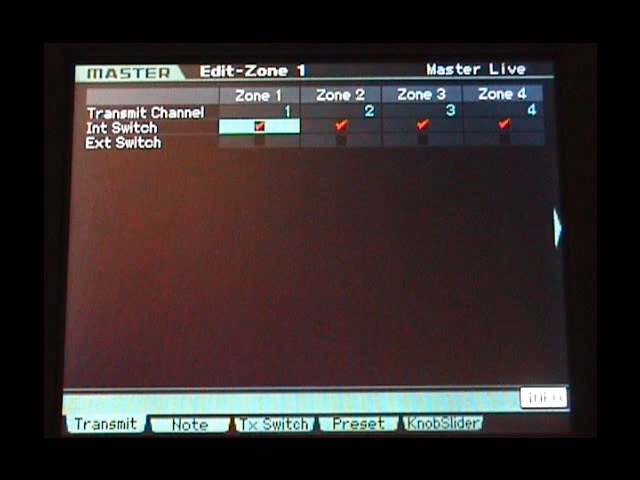 MASTER Edit-Zone 1 Master Live
Zone 1 Zone 2 Zone 3 Zone 4
Transmit Channel 1 2 3 4
Int Switch
Ext Switch
INFO
Transmit Note Tx Switch Preset KnobSlider